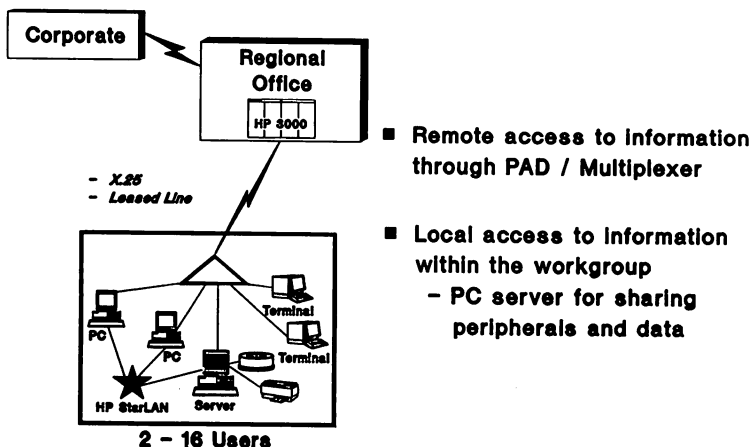 Corporate
Regional
Office
HP 3000
- X.25
- Leased Line
■ Remote access to information
through PAD / Multiplexer
■ Local access to information
within the workgroup
- PC server for sharing
peripherals and data
Terminal
PC
PC
Terminal
HP StarLAN
Server
2 - 16 Users